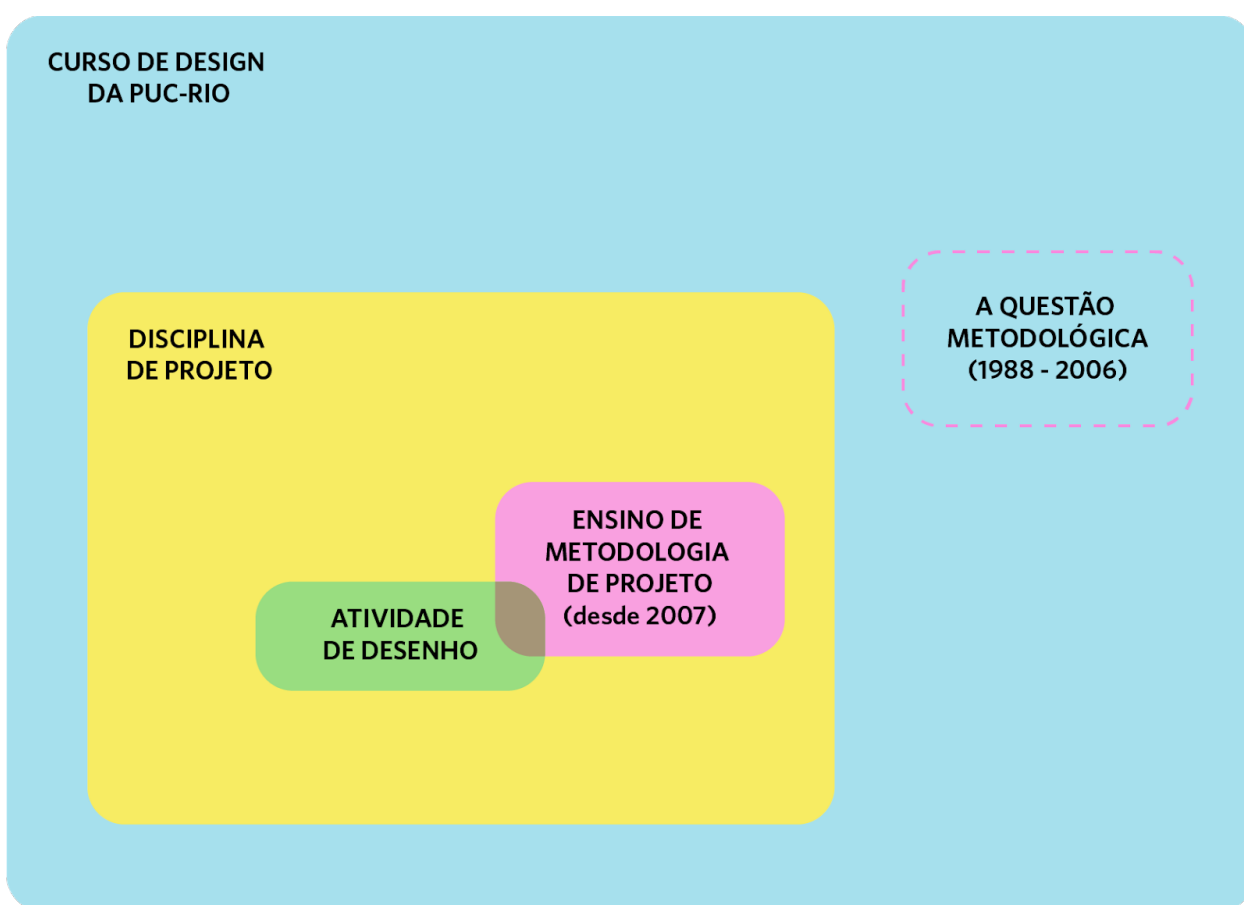 CURSO DE DESIGN
DA PUC-RIO
A QUESTÃO
METODOLÓGICA
(1988 - 2006)
DISCIPLINA
DE PROJETO
ENSINO DE
METODOLOGIA
DE PROJETO
(desde 2007)
ATIVIDADE
DE DESENHO